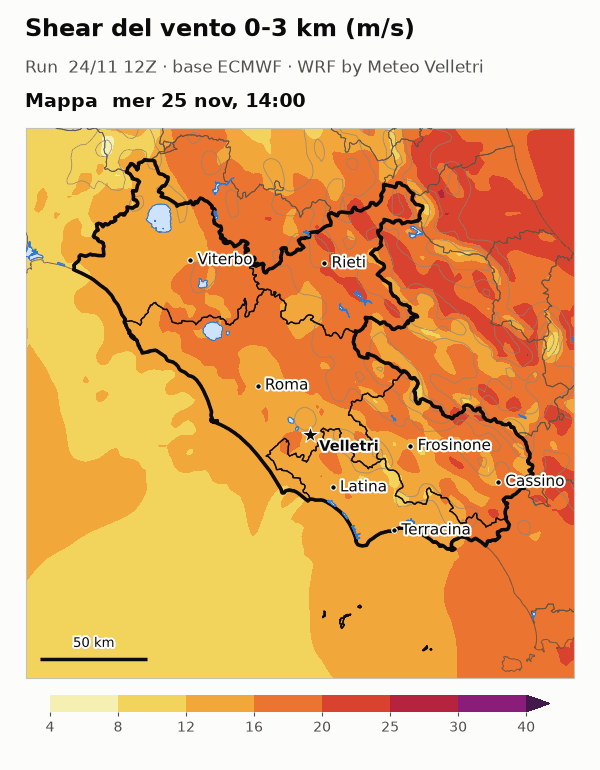 Shear del vento 0-3 km (m/s)
Run  24/11 12Z · base ECMWF · WRF by Meteo Velletri
Mappa  mer 25 nov, 14:00
Viterbo
Rieti
Roma
Velletri
Frosinone
Latina
Cassino
Terracina
50 km
4 8 12 16 20 25 30 40